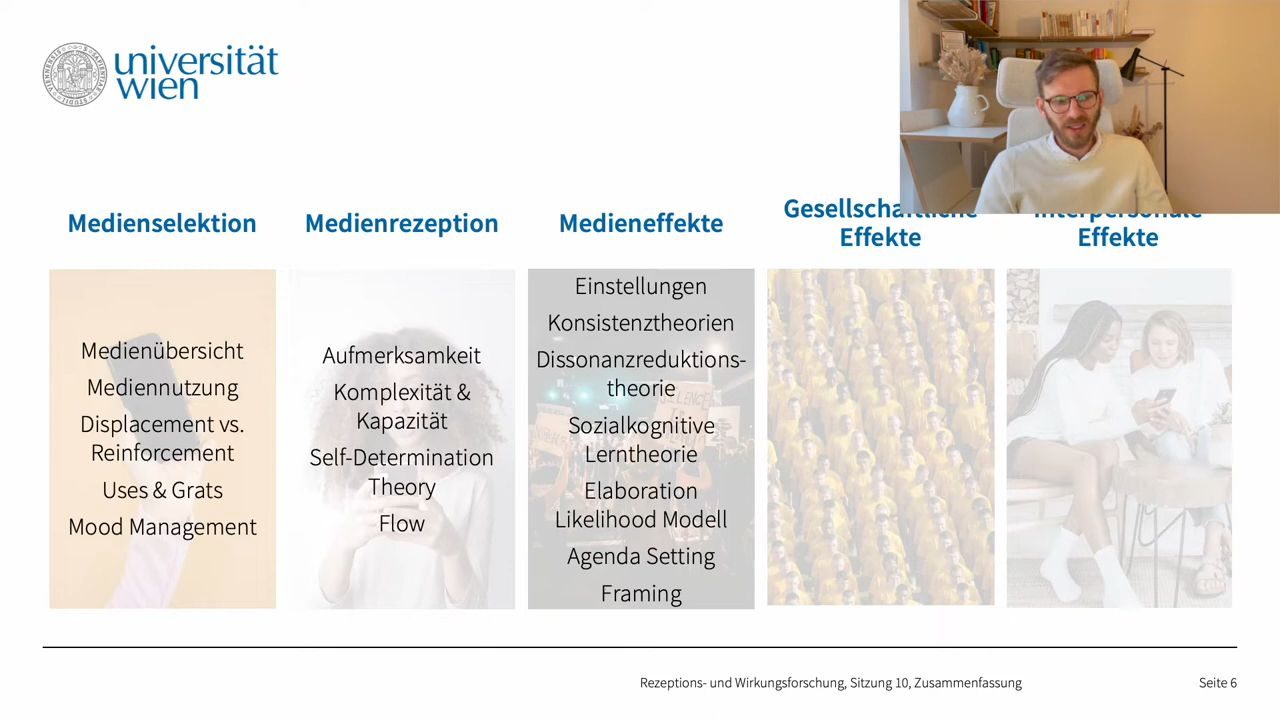 universität
wien
Medienselektion
Medienübersicht
Mediennutzung
Displacement vs.
Reinforcement
Uses & Grats
Mood Management
Medienrezeption
Aufmerksamkeit
Komplexität &
Kapazität
Self-Determination
Theory
Flow
Medieneffekte
Einstellungen
Konsistenztheorien
Dissonanzreduktions-
theorie
Sozialkognitive
Lerntheorie
Elaboration
Likelihood Modell
Agenda Setting
Framing
Gesellschaftliche
Effekte
Interpersonale
Effekte
Rezeptions- und Wirkungsforschung, Sitzung 10, Zusammenfassung
Seite 6